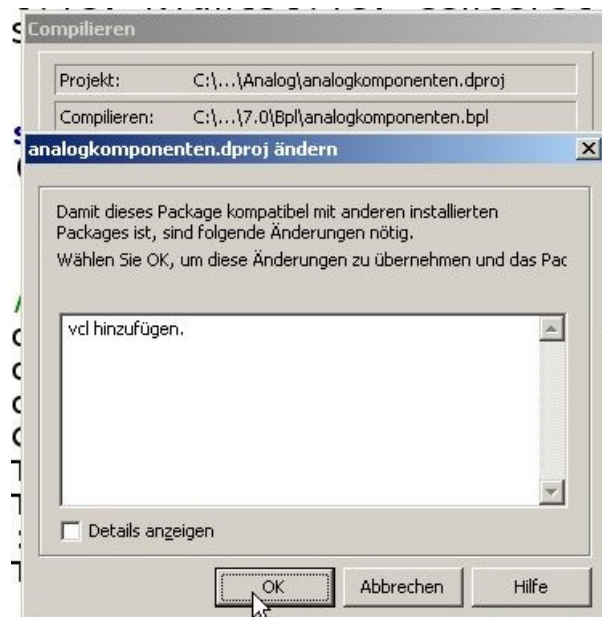 Compilieren
Projekt: C:\...\Analog\analogkomponenten.dproj
Compilieren: C:\...\7.0\Bpl\analogkomponenten.bpl
analogkomponenten.dproj ändern
Damit dieses Package kompatibel mit anderen installierten
Packages ist, sind folgende Änderungen nötig.
Wählen Sie OK, um diese Änderungen zu übernehmen und das Pac
vcl hinzufügen.
Details anzeigen
OK Abbrechen Hilfe